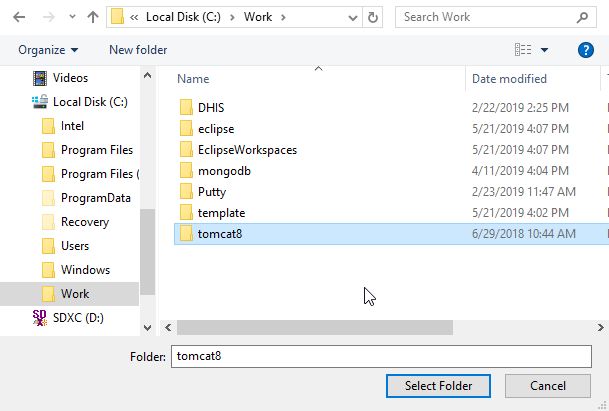 « Local Disk (C:) > Work
Search Work
Organize
New folder
?
Name
Date modified
Videos
Local Disk (C:)
Intel
Program Files
Program Files (
ProgramData
Recovery
Users
Windows
Work
SDXC (D:)
DHIS 2/22/2019 2:25 PM
eclipse 5/21/2019 4:07 PM
EclipseWorkspaces 5/21/2019 4:07 PM
mongodb 4/11/2019 4:04 PM
Putty 2/23/2019 11:47 AM
template 5/21/2019 4:02 PM
tomcat8 6/29/2018 10:44 AM
Folder: tomcat8
Select Folder
Cancel